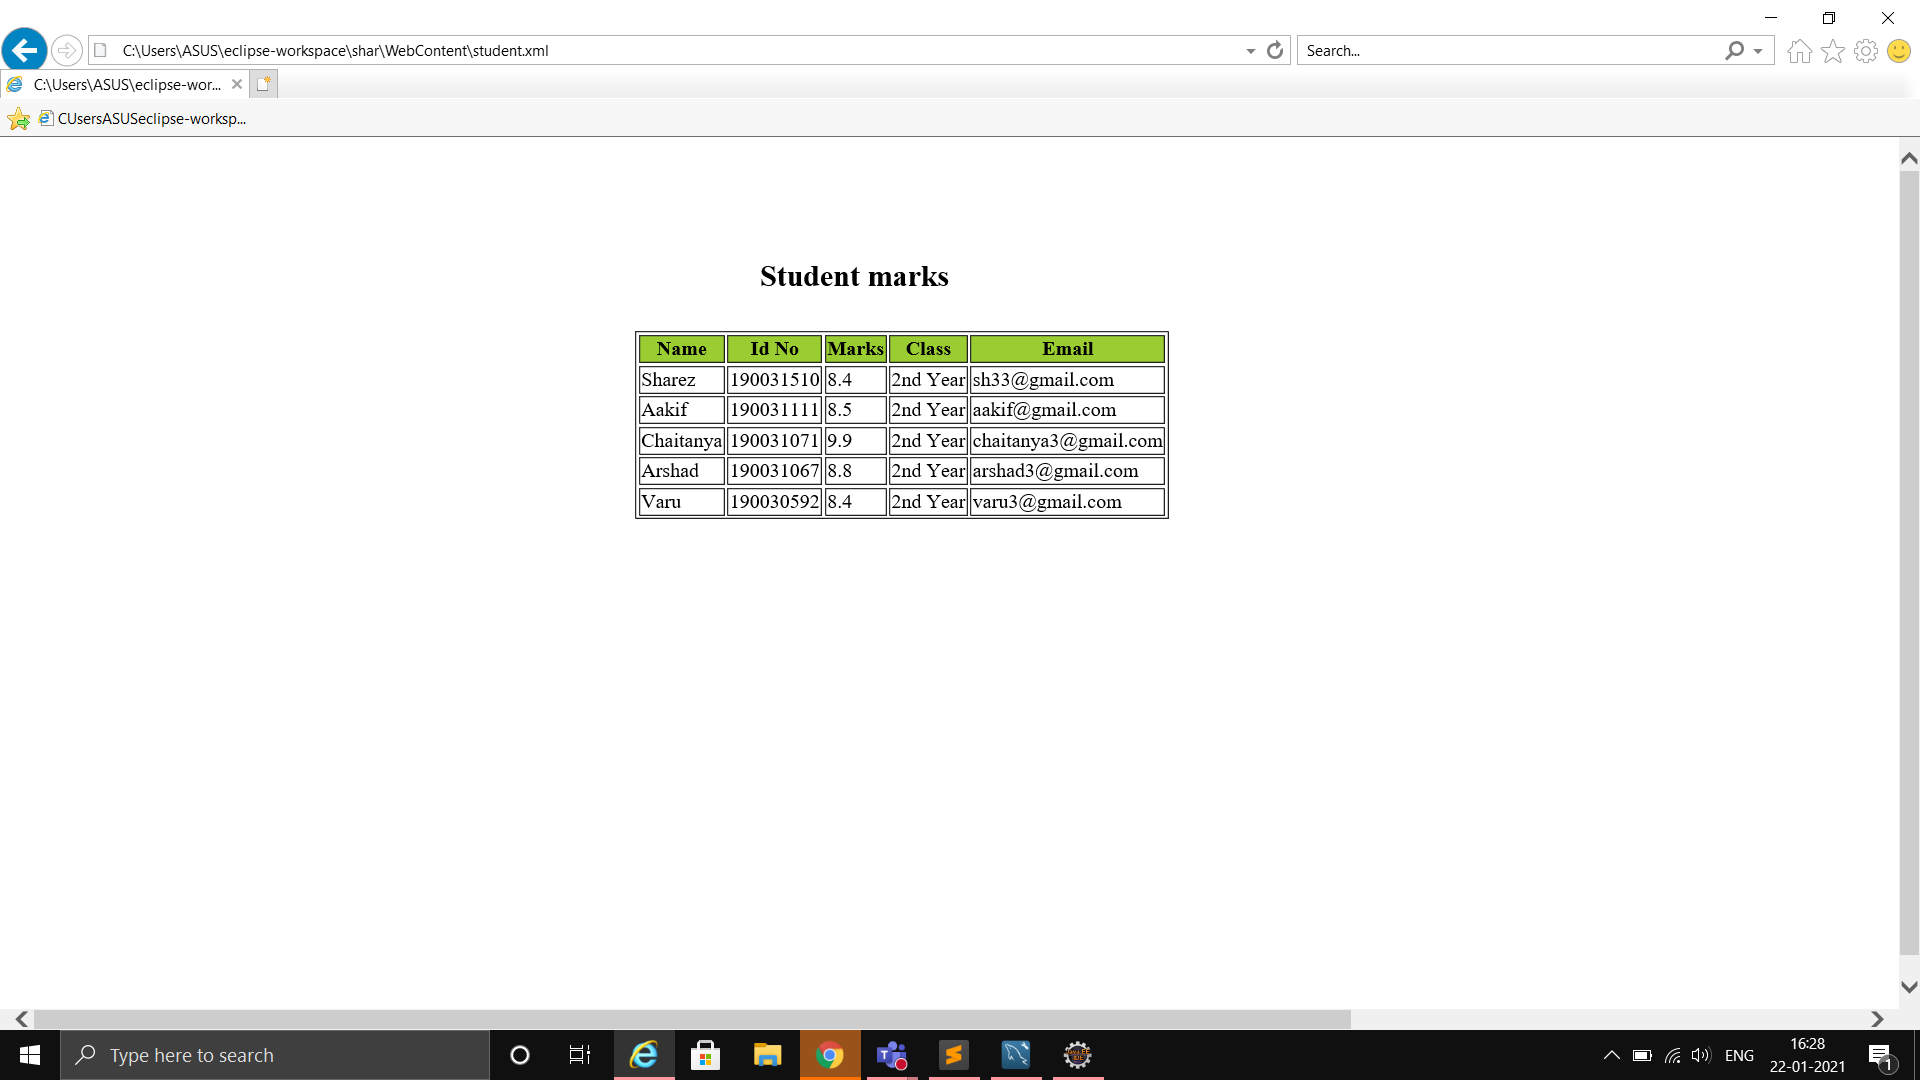 C:\Users\ASUS\eclipse-workspace\shar\WebContent\student.xml
Search...
C:\Users\ASUS\eclipse-wor...
CUsersASUSeclipse-worksp...
Student marks
Name Id No Marks Class Email
Sharez 190031510 8.4 2nd Year sh33@gmail.com
Aakif 190031111 8.5 2nd Year aakif@gmail.com
Chaitanya 190031071 9.9 2nd Year chaitanya3@gmail.com
Arshad 190031067 8.8 2nd Year arshad3@gmail.com
Varu 190030592 8.4 2nd Year varu3@gmail.com
Type here to search
ENG
16:28
22-01-2021
1